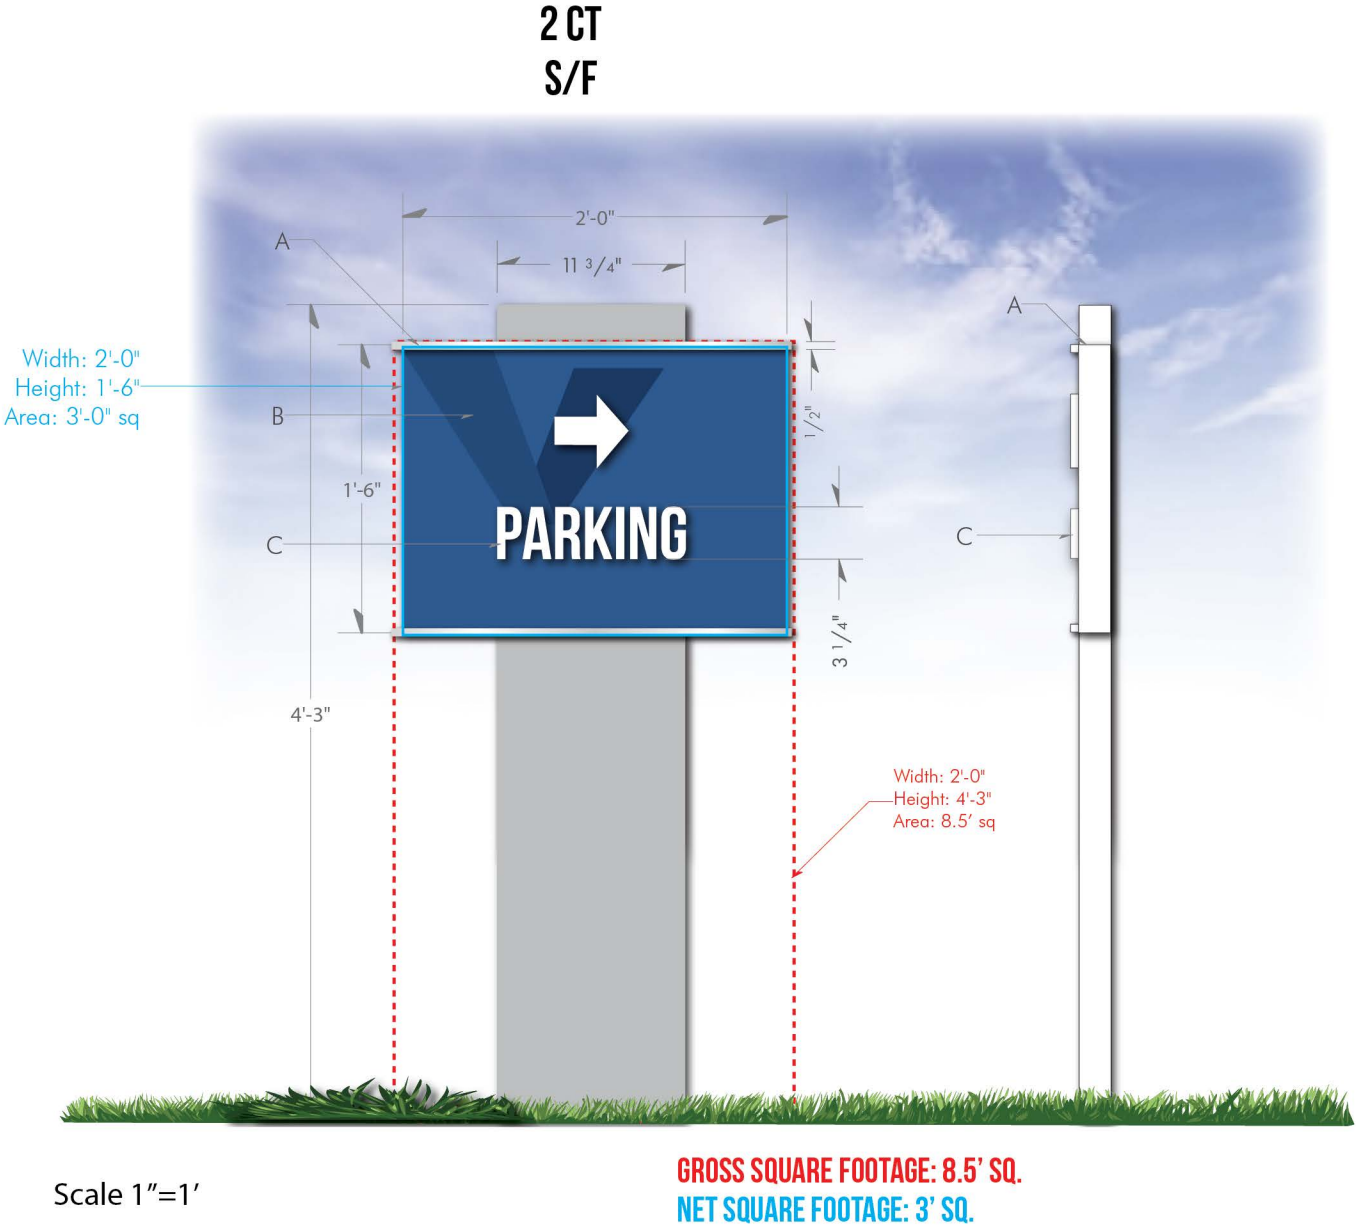 2 CT
S/F
2'-0"
A
11 3/4"
A
Width: 2'-0"
Height: 1'-6"
Area: 3'-0" sq
B
1/2"
1'-6"
C
PARKING
C
3 1/4"
4'-3"
Width: 2'-0"
Height: 4'-3"
Area: 8.5' sq
GROSS SQUARE FOOTAGE: 8.5' SQ.
Scale 1"=1'
NET SQUARE FOOTAGE: 3' SQ.